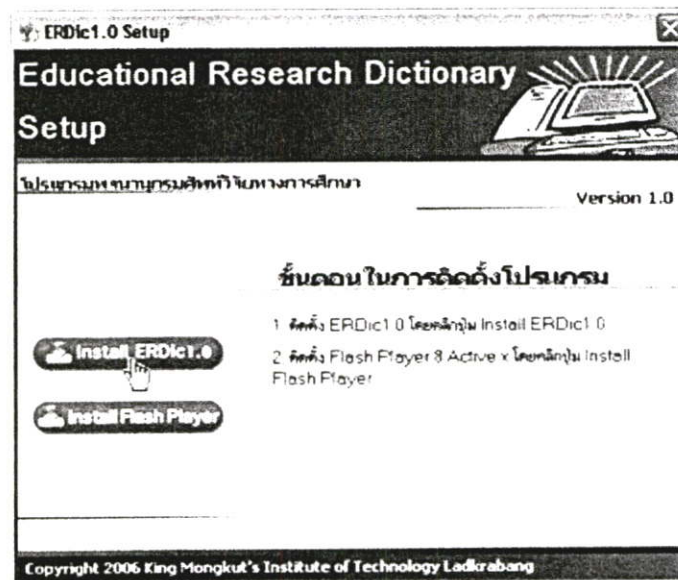 ERDic1.0 Setup
Educational Research Dictionary
Setup
โปรแกรมพจนานุกรมศัพท์วิจัยทางการศึกษา
Version 1.0
ขั้นตอนในการติดตั้งโปรแกรม
1 ติดตั้ง ERDic1.0 โดยคลิกปุ่ม Install ERDic1.0
2 ติดตั้ง Flash Player 8 Active x โดยคลิกปุ่ม Install
Flash Player
Install ERDic1.0
Install Flash Player
Copyright 2006 King Mongkut's Institute of Technology Ladkrabang